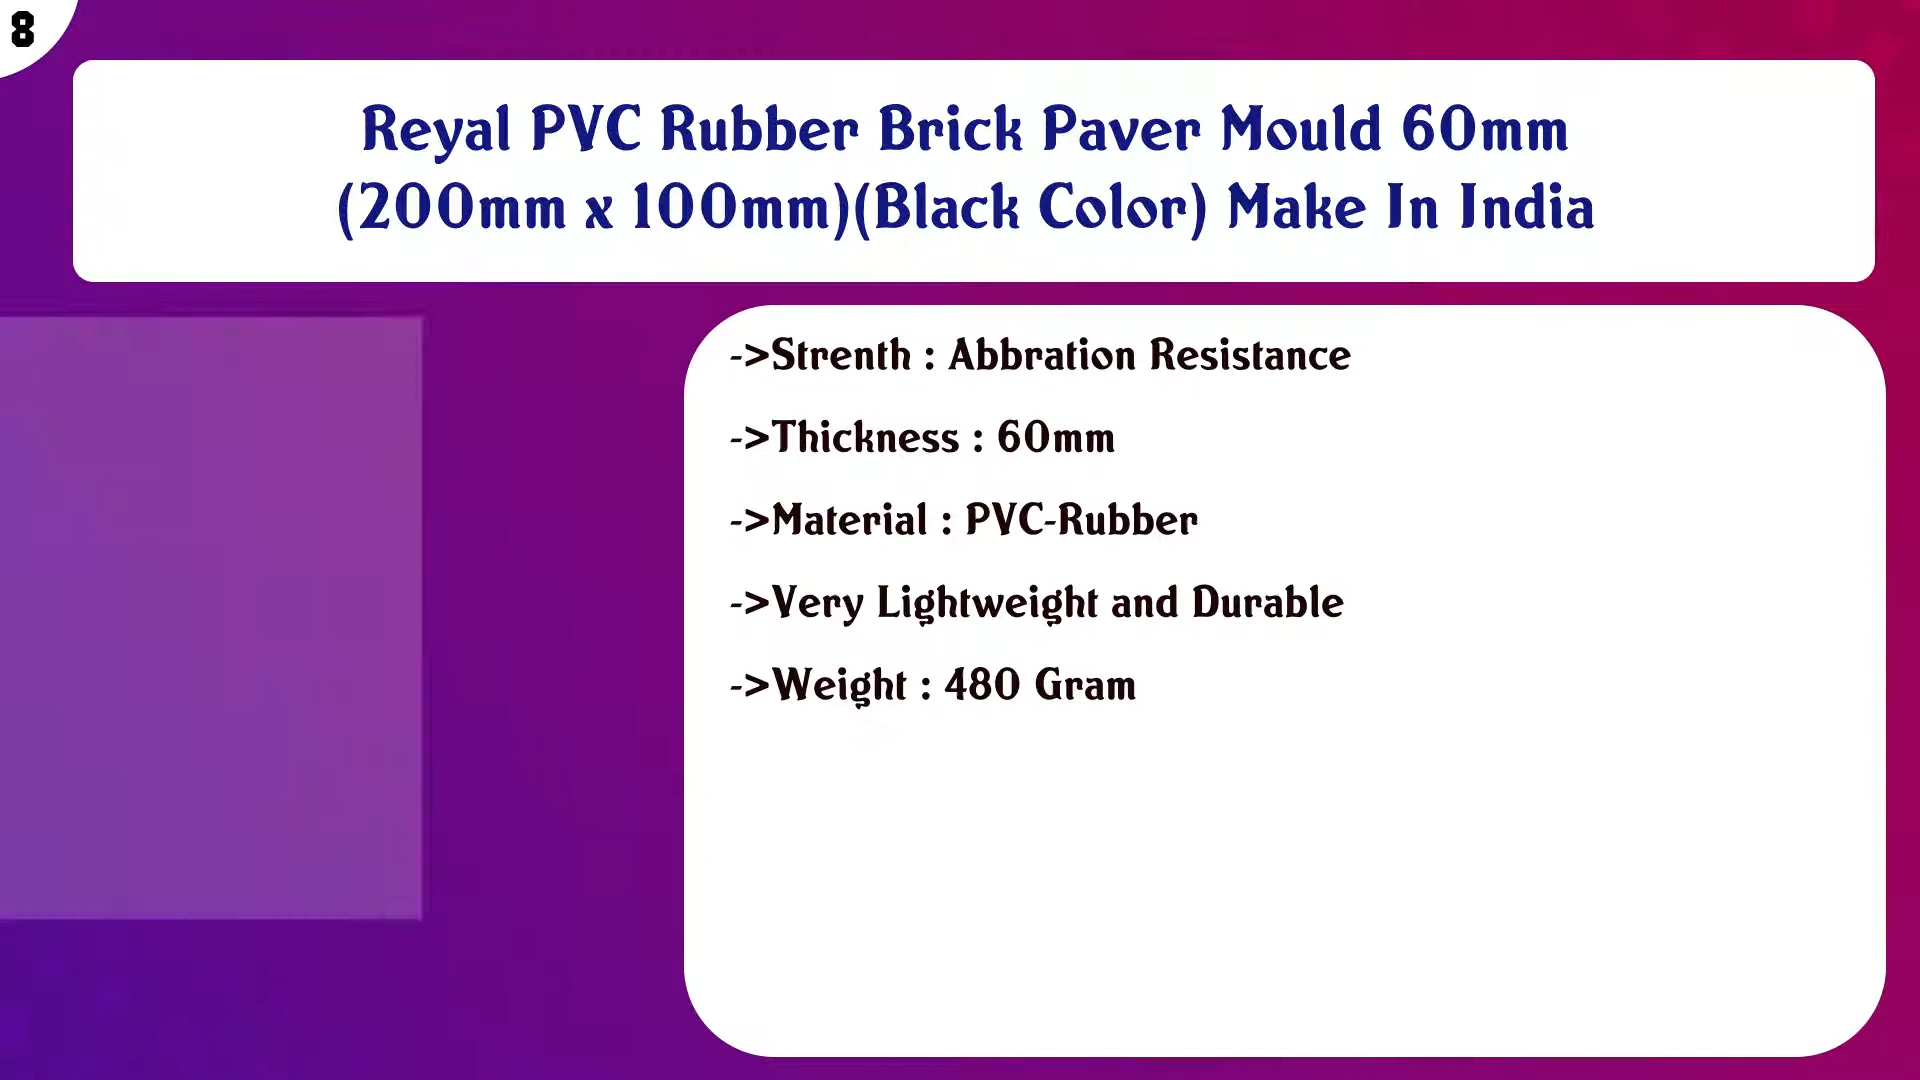 8
Reyal PVC Rubber Brick Paver Mould 60mm
(200mm x 100mm)(Black Color) Make In India
->Strenth : Abbration Resistance
->Thickness : 60mm
->Material : PVC-Rubber
->Very Lightweight and Durable
->Weight : 480 Gram